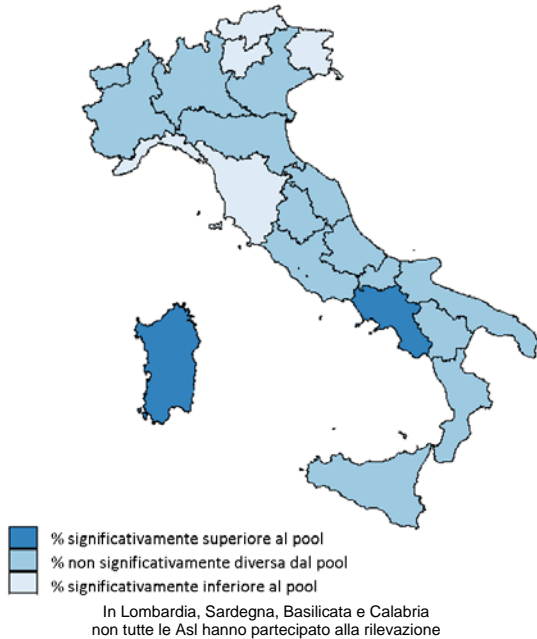 % significativamente superiore al pool
% non significativamente diversa dal pool
% significativamente inferiore al pool
In Lombardia, Sardegna, Basilicata e Calabria
non tutte le Asl hanno partecipato alla rilevazione